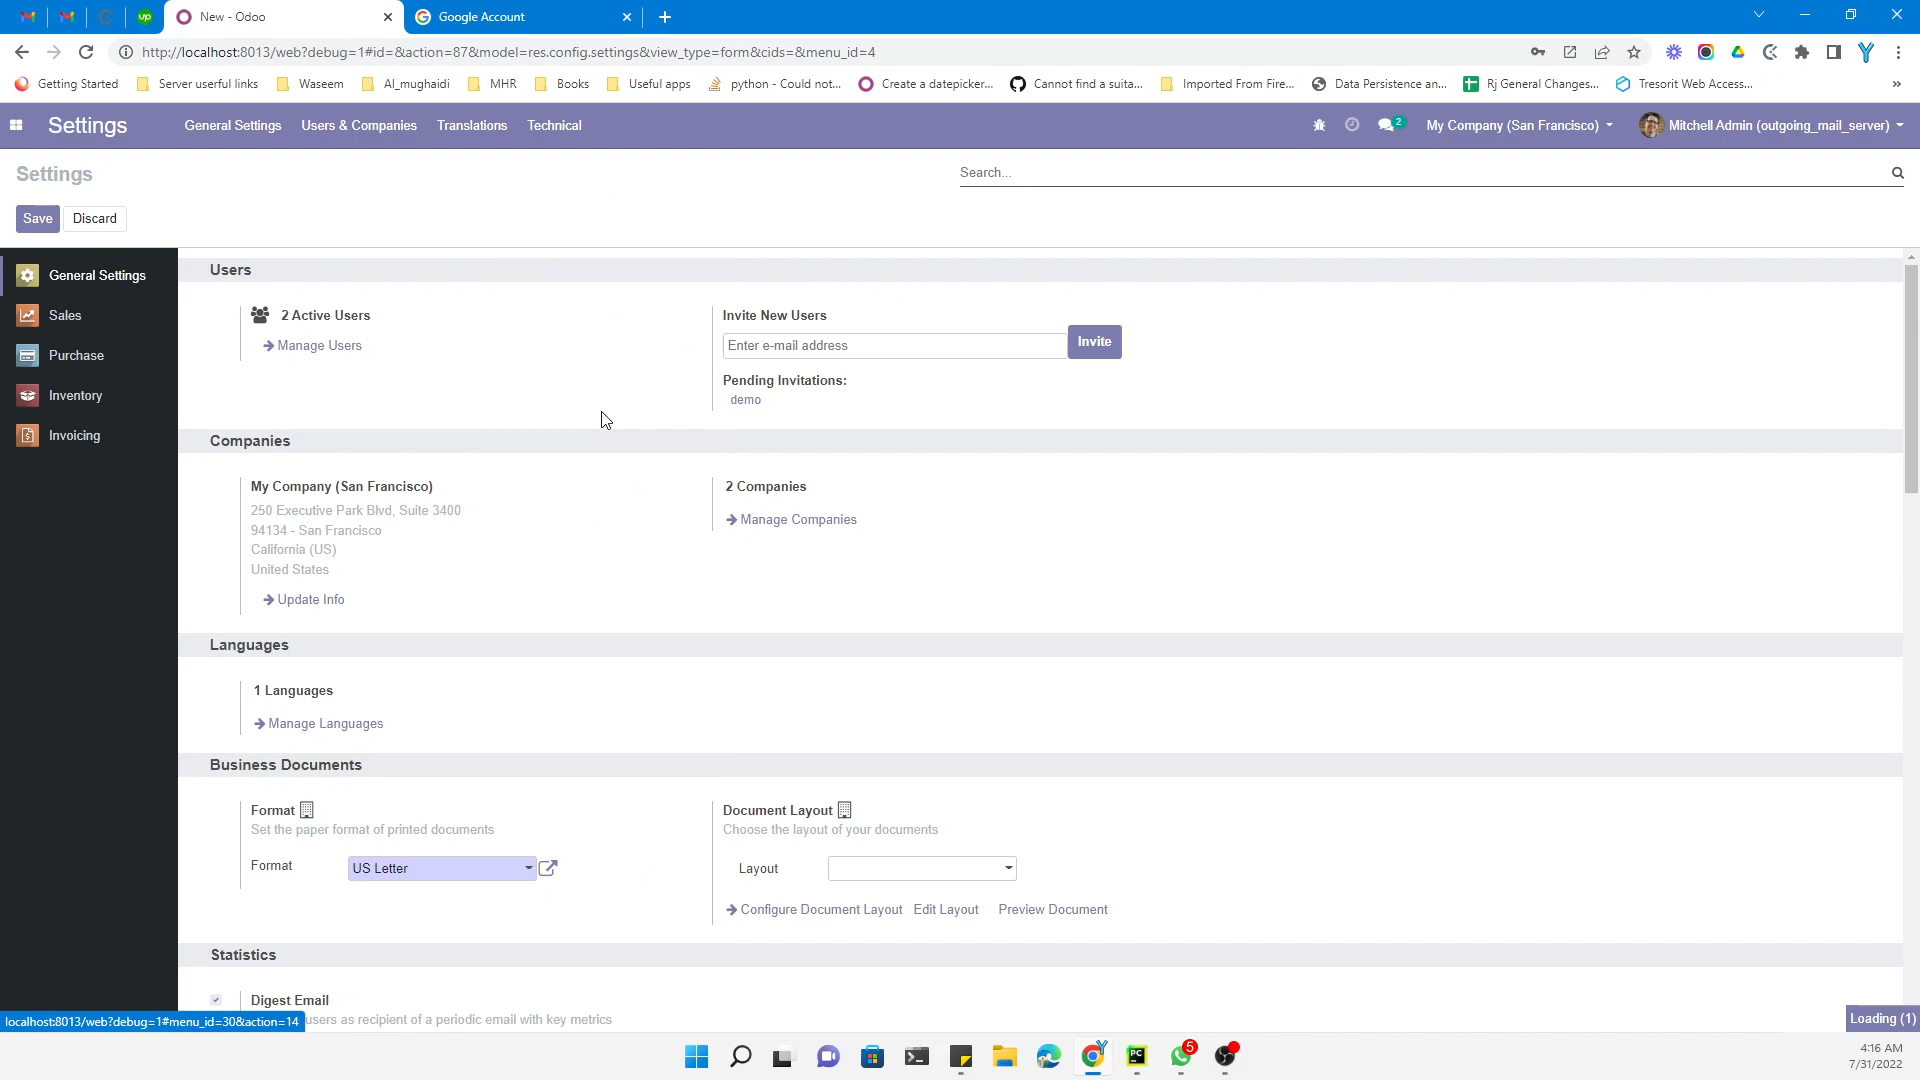 New - Odoo
Google Account
http://localhost:8013/web?debug=1#id=&action=87&model=res.config.settings&view_type=form&cids=&menu_id=4
Getting Started
Server userful links
Waseem
Al_mughaidi
MHR
Books
Useful apps
python - Could not...
Create a datepicker...
Cannot find a suita...
Imported From Fire...
Data Persistence an...
Rj General Changes...
Tresorit Web Access...
»
Settings
General Settings
Users & Companies
Translations
Technical
2
My Company (San Francisco)
Mitchell Admin (outgoing_mail_server)
Settings
Search...
Save
Discard
General Settings
Sales
Purchase
Inventory
Invoicing
Users
2 Active Users
Manage Users
Invite New Users
Enter e-mail address
Invite
Pending Invitations:
demo
Companies
My Company (San Francisco)
250 Executive Park Blvd, Suite 3400
94134 - San Francisco
California (US)
United States
Update Info
2 Companies
Manage Companies
Languages
1 Languages
Manage Languages
Business Documents
Format
Set the paper format of printed documents
Format
US Letter
Document Layout
Choose the layout of your documents
Layout
Configure Document Layout
Edit Layout
Preview Document
Statistics
Digest Email
users as recipient of a periodic email with key metrics
localhost:8013/web?debug=1#menu_id=30&action=14
Loading (1)
up
PC
5
4:16 AM
7/31/2022